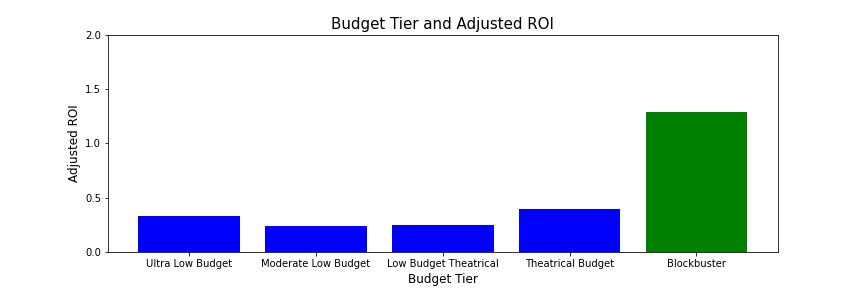 Budget Tier and Adjusted ROI
2.0
1.5
1.0
0.5
0.0
Adjusted ROI
Ultra Low Budget Moderate Low Budget Low Budget Theatrical Theatrical Budget Blockbuster
Budget Tier